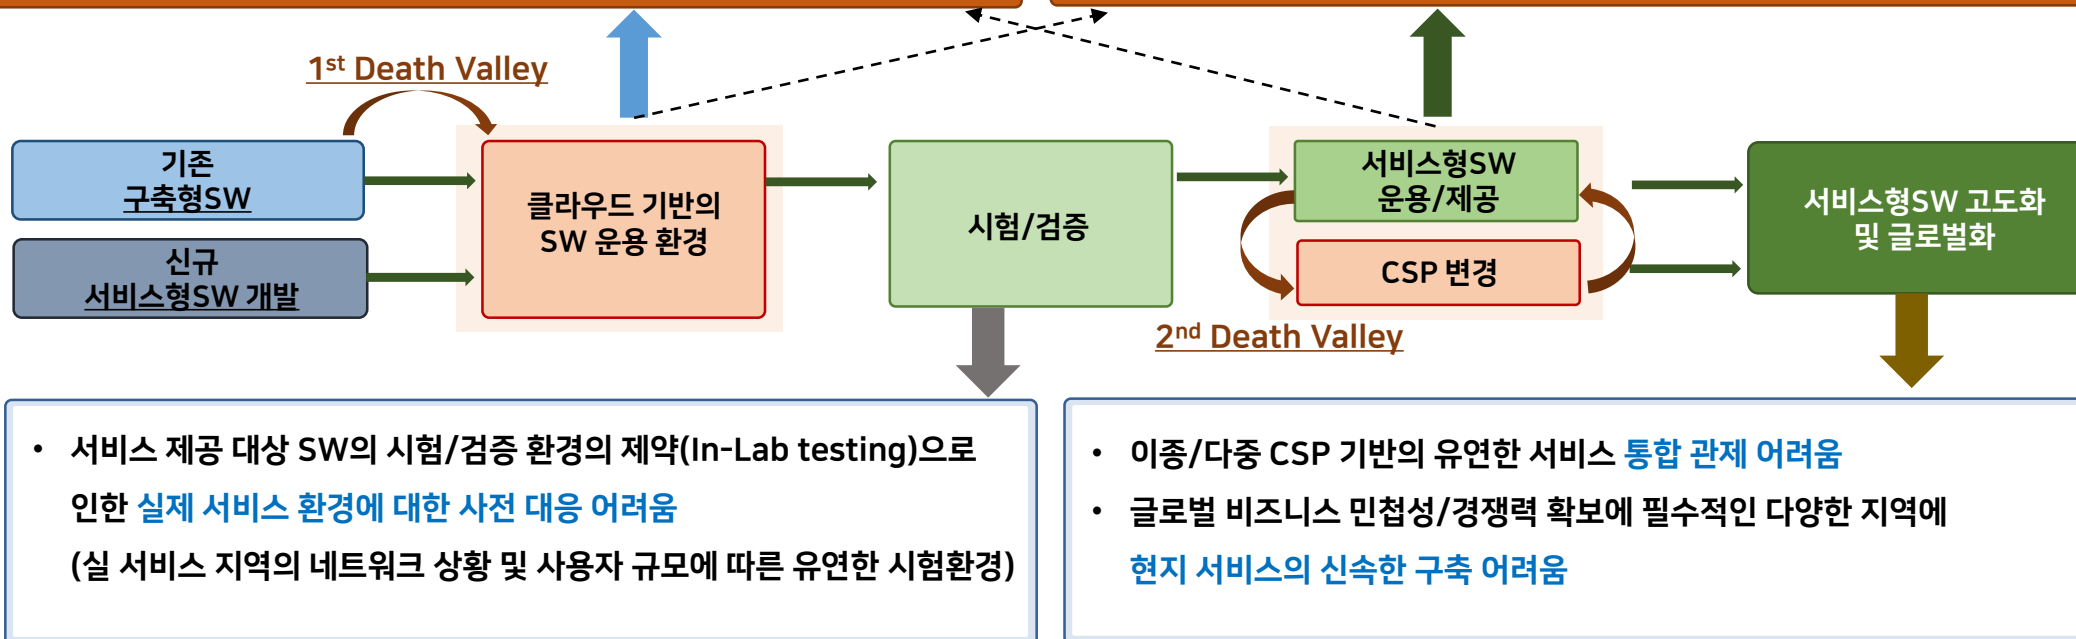 1st Death Valley
기존
구축형SW
신규
서비스형SW 개발
클라우드 기반의
SW 운용 환경
시험/검증
서비스형SW
운용/제공
CSP 변경
2nd Death Valley
서비스형SW 고도화
및 글로벌화
• 서비스 제공 대상 SW의 시험/검증 환경의 제약(In-Lab testing)으로
인한 실제 서비스 환경에 대한 사전 대응 어려움
(실 서비스 지역의 네트워크 상황 및 사용자 규모에 따른 유연한 시험환경)
• 이종/다중 CSP 기반의 유연한 서비스 통합 관제 어려움
• 글로벌 비즈니스 민첩성/경쟁력 확보에 필수적인 다양한 지역에
현지 서비스의 신속한 구축 어려움